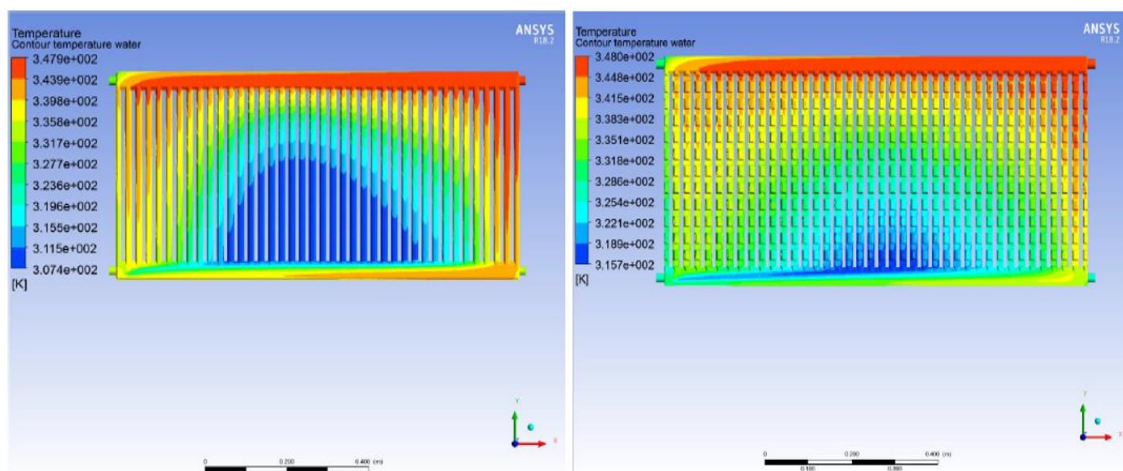 Temperature
Contour temperature water
3.479e+002
3.439e+002
3.398e+002
3.358e+002
3.317e+002
3.277e+002
3.236e+002
3.195e+002
3.155e+002
3.115e+002
3.074e+002
[K]
ANSYS
R18.2
Y
X
0.200
0.400 (m)
Temperature
Contour temperature water
3.480e+002
3.448e+002
3.415e+002
3.383e+002
3.351e+002
3.318e+002
3.286e+002
3.254e+002
3.221e+002
3.189e+002
3.157e+002
[K]
ANSYS
R18.2
Y
X
0
0.200
0.400 (m)
0.100
0.300